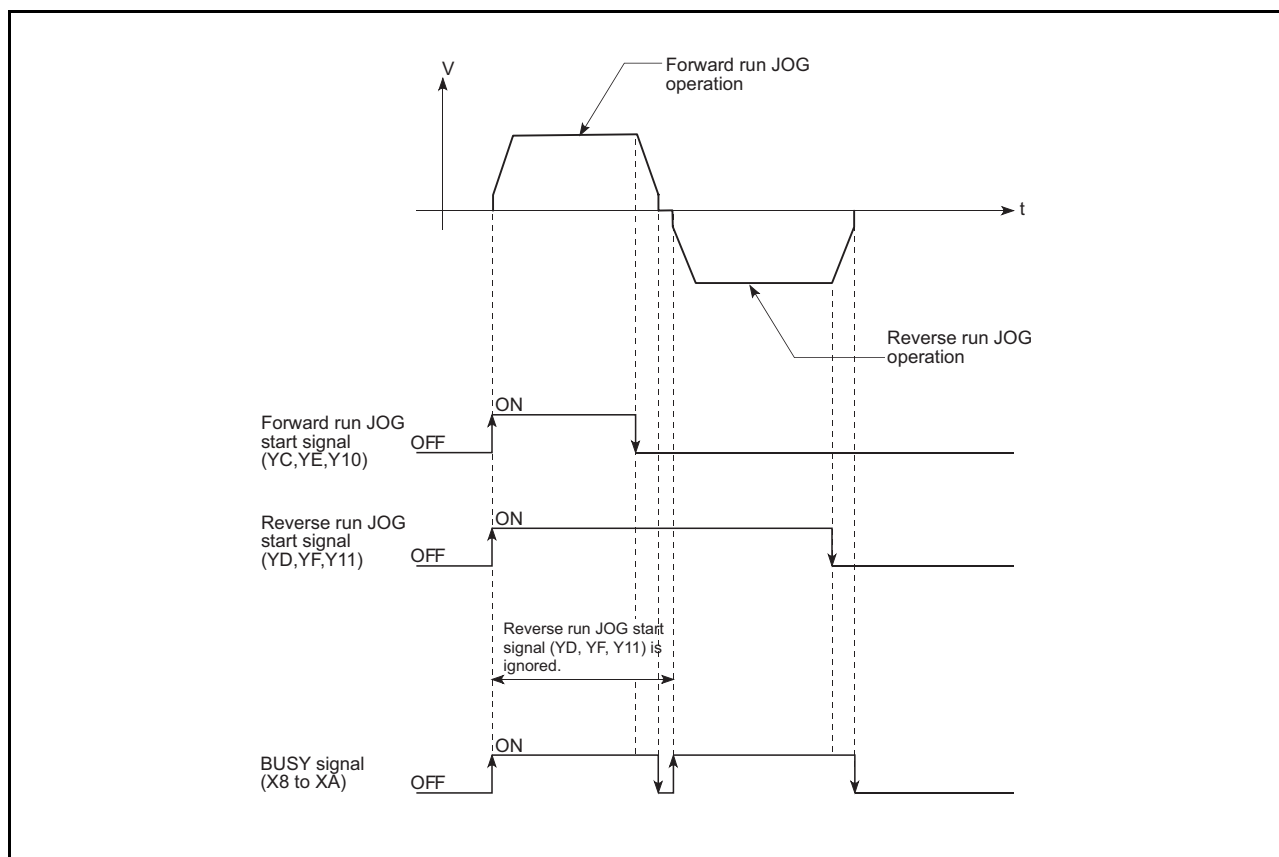 Forward run JOG
operation
V
t
Reverse run JOG
operation
ON
Forward run JOG
start signal
(YC,YE,Y10)
OFF
ON
Reverse run JOG
start signal
(YD,YF,Y11)
OFF
Reverse run JOG start
signal (YD, YF, Y11) is
ignored.
ON
BUSY signal
(X8 to XA)
OFF